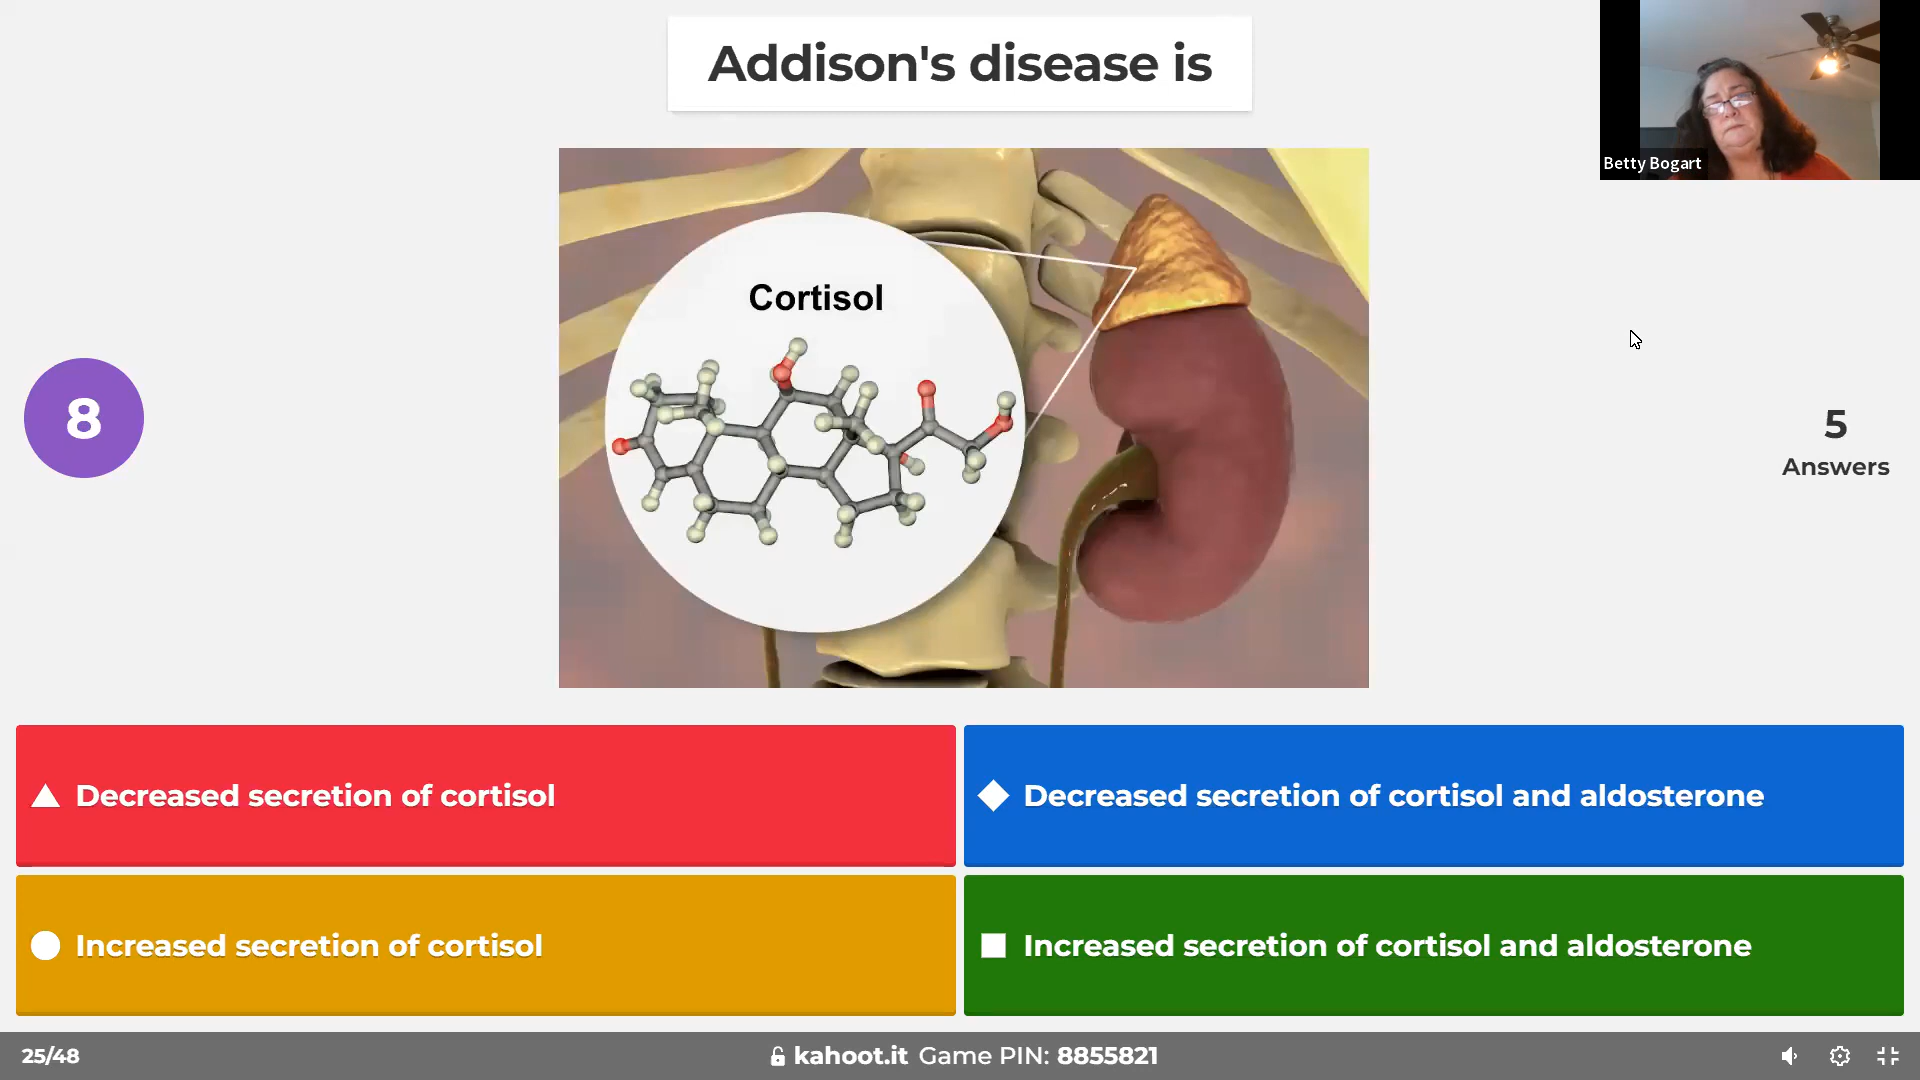 Addison's disease is
Betty Bogart
Cortisol
8
5
Answers
Decreased secretion of cortisol
Decreased secretion of cortisol and aldosterone
Increased secretion of cortisol
Increased secretion of cortisol and aldosterone
25/48
kahoot.it Game PIN: 8855821